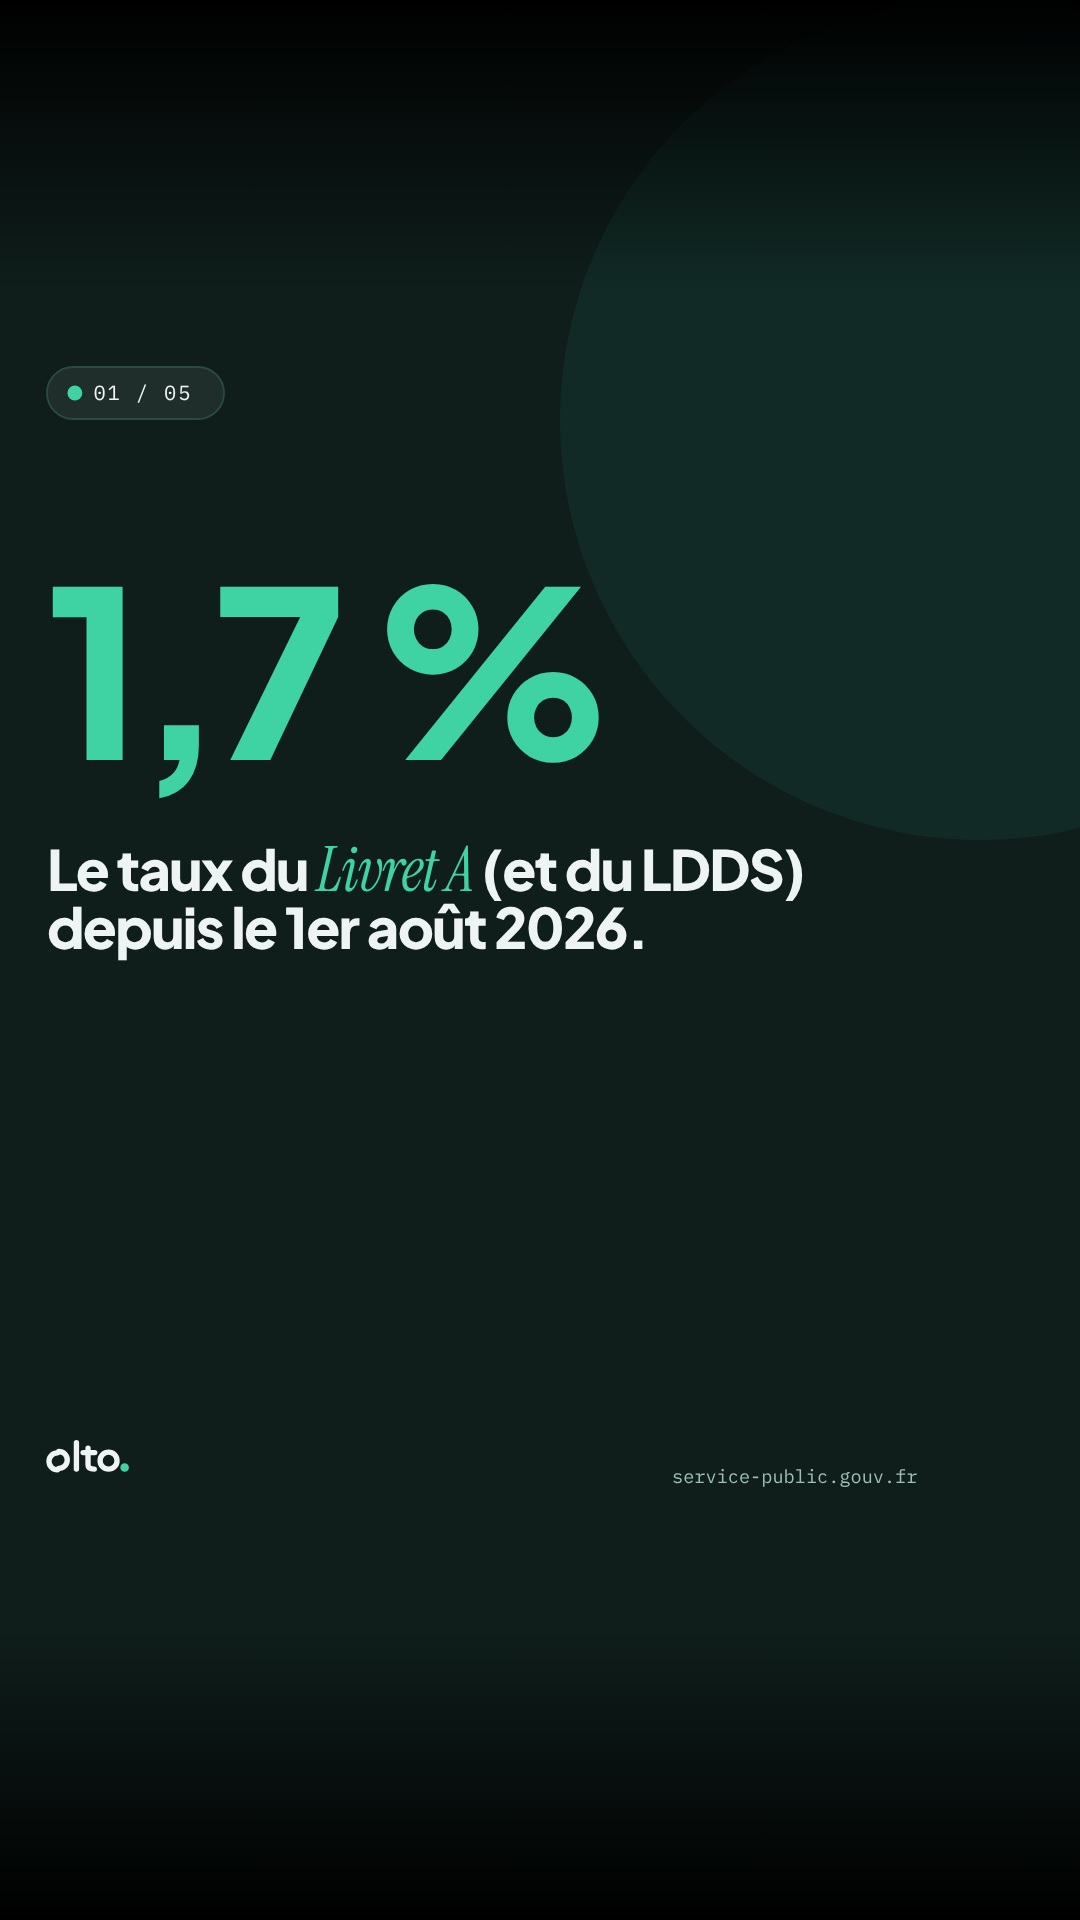 01 / 05
1,7 %
Le taux du Livret A (et du LDDS)
depuis le 1er août 2026.
olto.
service-public.gouv.fr